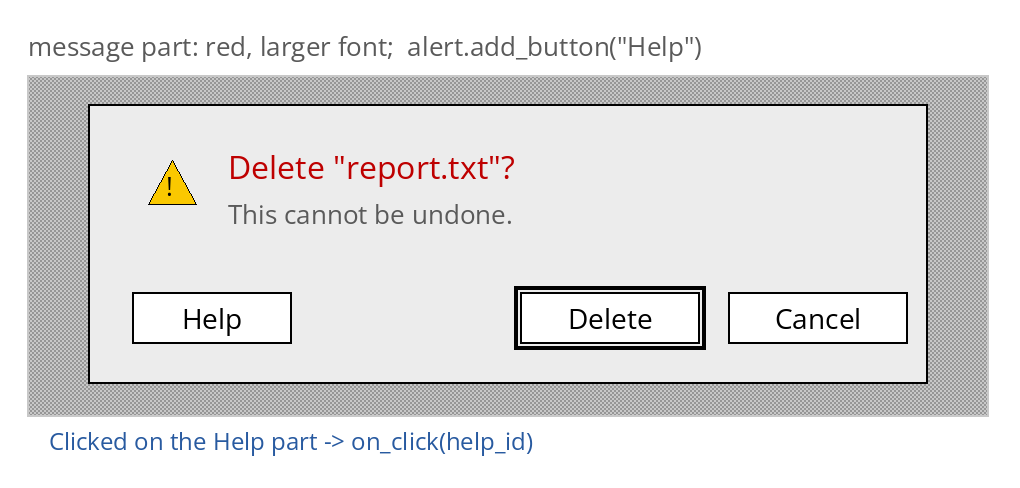 message part: red, larger font;  alert.add_button("Help")
!
Delete "report.txt"?
This cannot be undone.
Help
Delete
Cancel
Clicked on the Help part -> on_click(help_id)